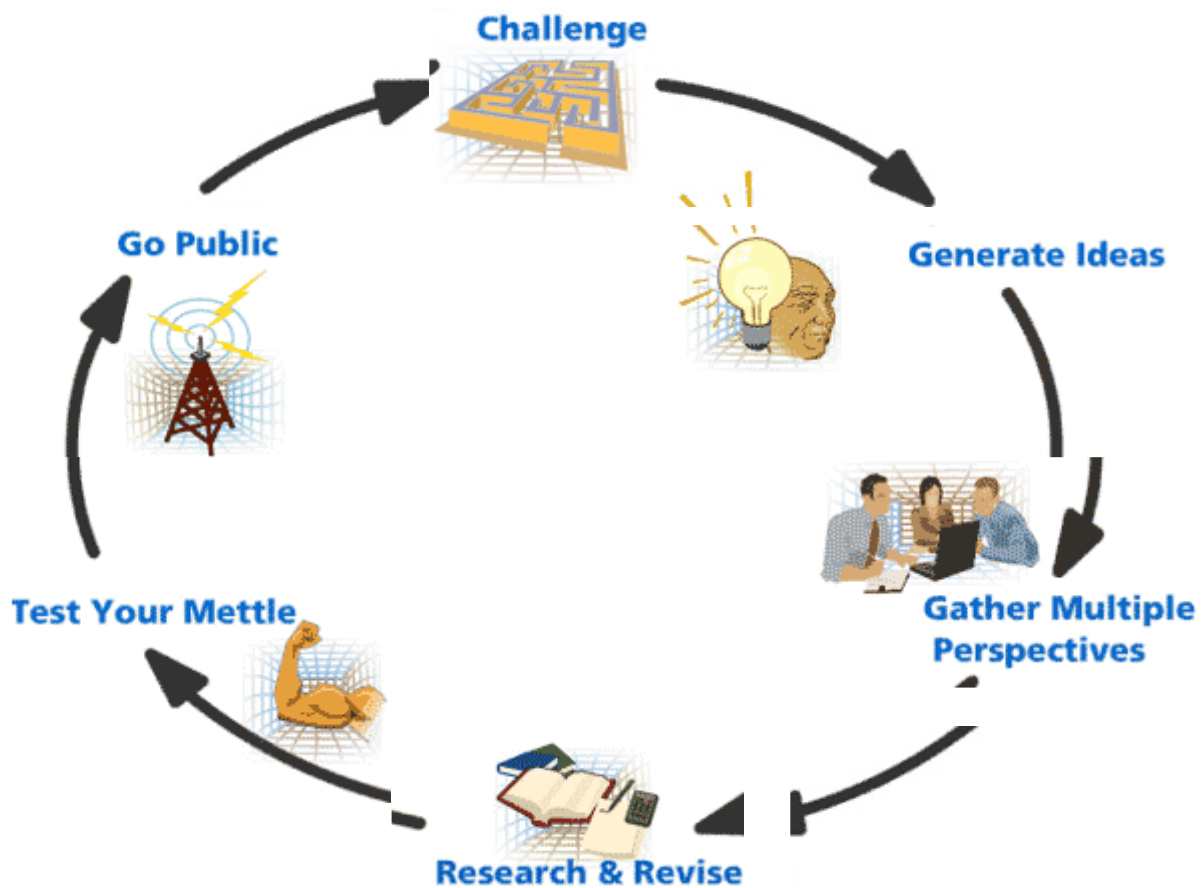 Challenge
Generate Ideas
Gather Multiple
Perspectives
Research & Revise
Test Your Mettle
Go Public